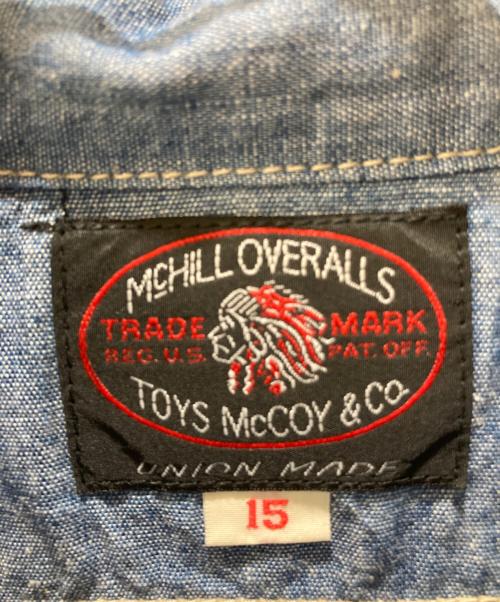 McHILL OVERALLS
TRADE MARK
REG. U.S. PAT. OFF.
TOYS McCOY & Co.
UNION MADE
15